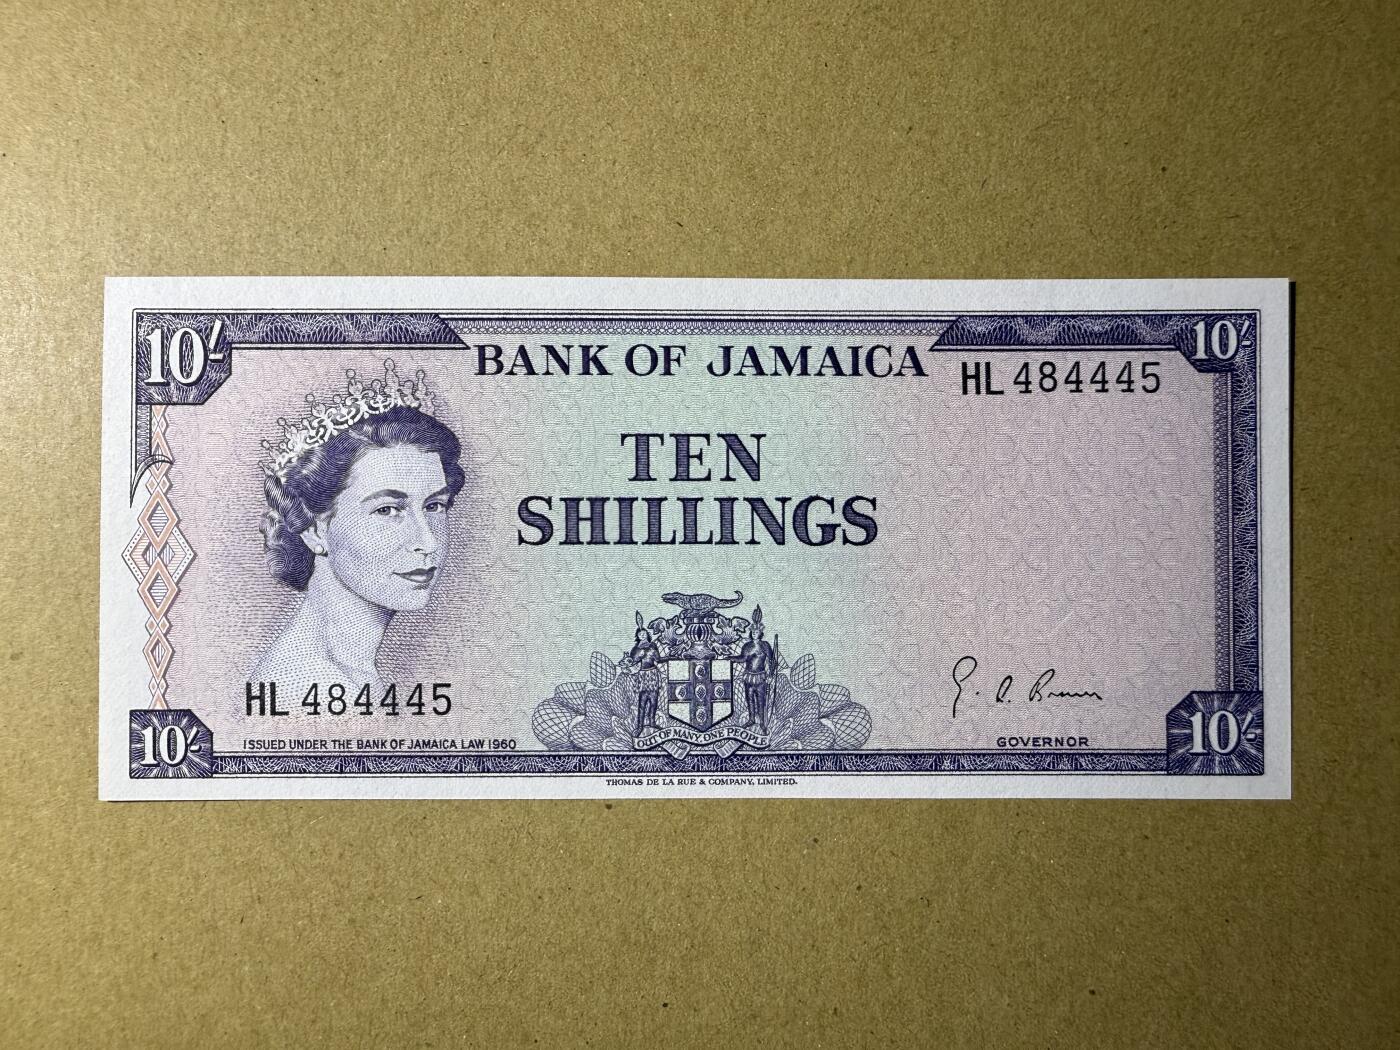 10/-
10/-
BANK OF JAMAICA
HL 484445
TEN
SHILLINGS
HL 484445
OUT OF MANY, ONE PEOPLE
G. A. Brown
GOVERNOR
10/-
ISSUED UNDER THE BANK OF JAMAICA LAW 1960
10/-
THOMAS DE LA RUE & COMPANY, LIMITED.